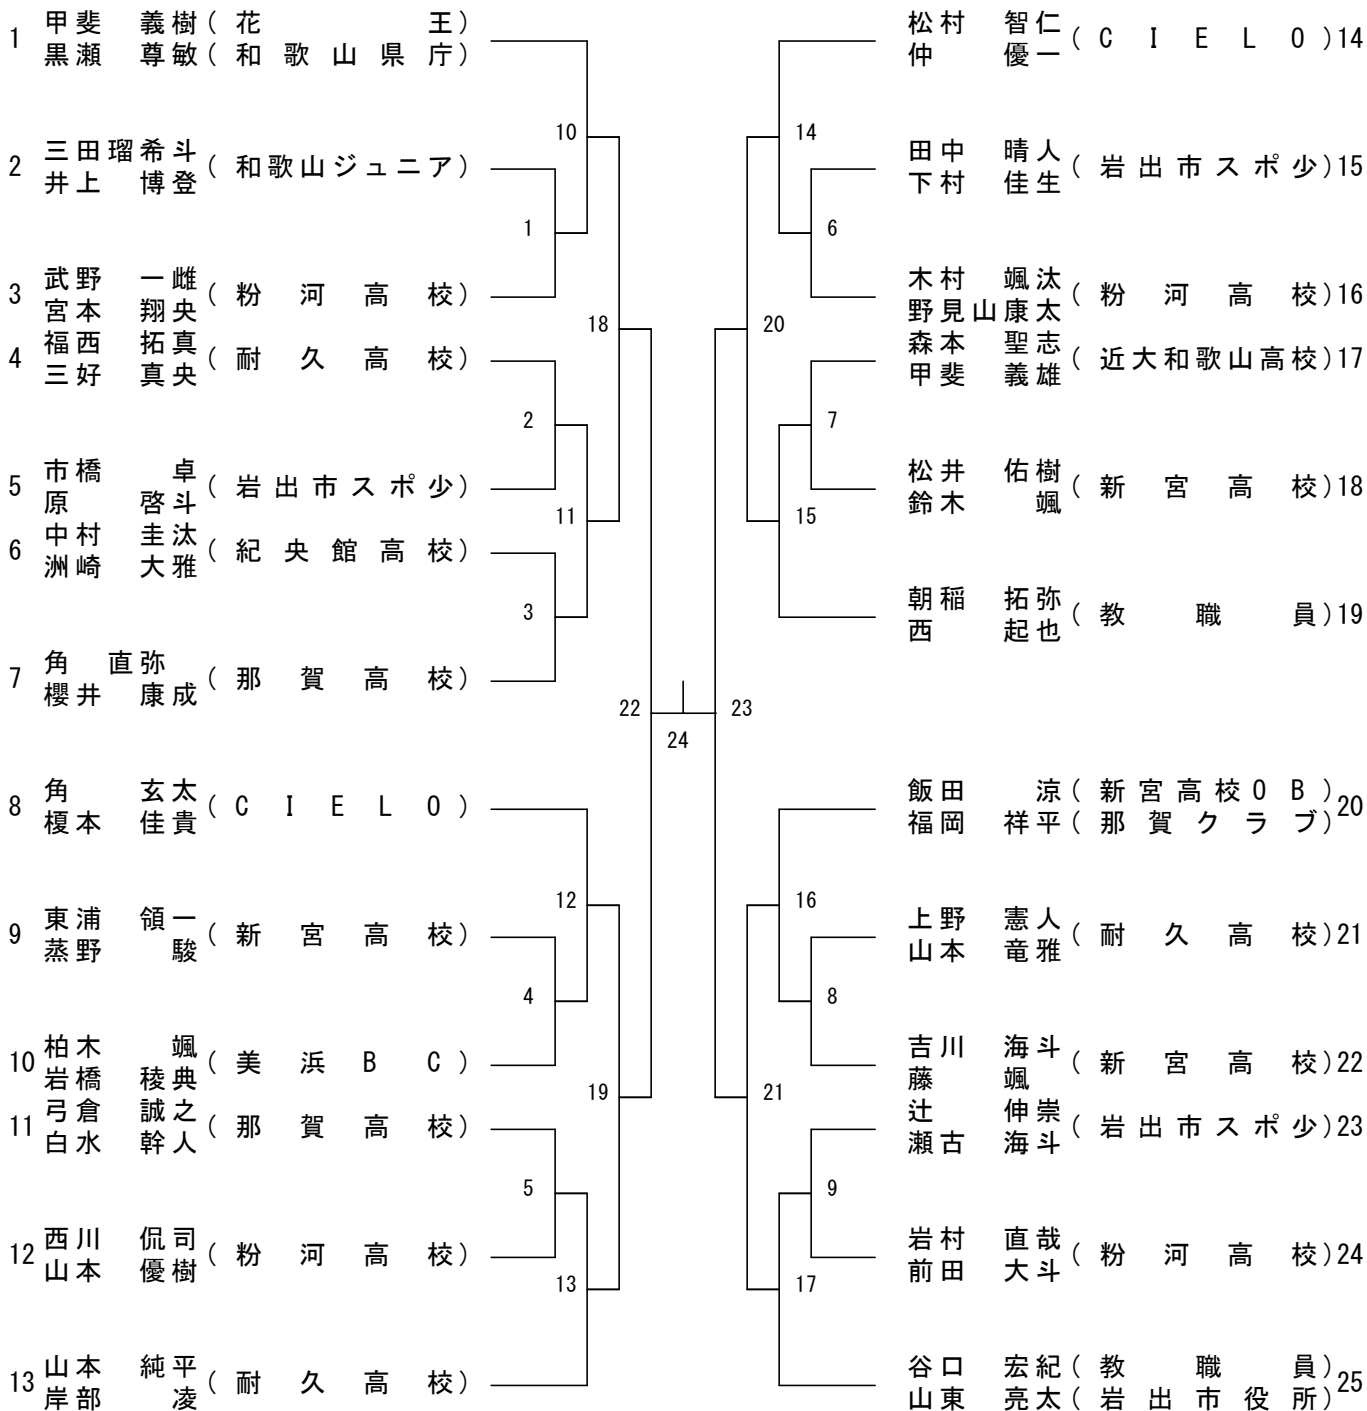 1 甲斐 義樹 ( 花 王 )
黒瀬 尊敏 ( 和歌山県庁 )
2 三田瑠希斗 ( 和歌山ジュニア )
井上 博登
3 武野 一雌 ( 粉河高校 )
宮本 翔央
4 福西 拓真 ( 耐久高校 )
三好 真央
5 市橋 卓 ( 岩出市スポ少 )
原 啓斗
6 中村 圭汰 ( 紀央館高校 )
洲崎 大雅
7 角 直弥 ( 那賀高校 )
櫻井 康成
8 角 玄太 ( CIELO )
榎本 佳貴
9 東浦 領一 ( 新宮高校 )
蒸野 駿
10 柏木 颯 ( 美浜BC )
岩橋 稜典
11 弓倉 誠之 ( 那賀高校 )
白水 幹人
12 西川 侃司 ( 粉河高校 )
山本 優樹
13 山本 純平 ( 耐久高校 )
岸部 凌
10
1
18
2
11
3
22
12
4
19
5
13
24
14
6
20
7
15
23
16
8
21
9
17
松村 智仁 ( CIELO ) 14
仲 優一
田中 晴人 ( 岩出市スポ少 ) 15
下村 佳生
木村 颯汰 ( 粉河高校 ) 16
野見山康太
森本 聖志 ( 近大和歌山高校 ) 17
甲斐 義雄
松井 佑樹 ( 新宮高校 ) 18
鈴木 颯
朝稲 拓弥 ( 教職員 ) 19
西 起也
飯田 涼 ( 新宮高校OB ) 20
福岡 祥平 ( 那賀クラブ )
上野 憲人 ( 耐久高校 ) 21
山本 竜雅
吉川 海斗 ( 新宮高校 ) 22
藤 颯
辻 伸崇 ( 岩出市スポ少 ) 23
瀬古 海斗
岩村 直哉 ( 粉河高校 ) 24
前田 大斗
谷口 宏紀 ( 教職員 ) 25
山東 亮太 ( 岩出市役所 )